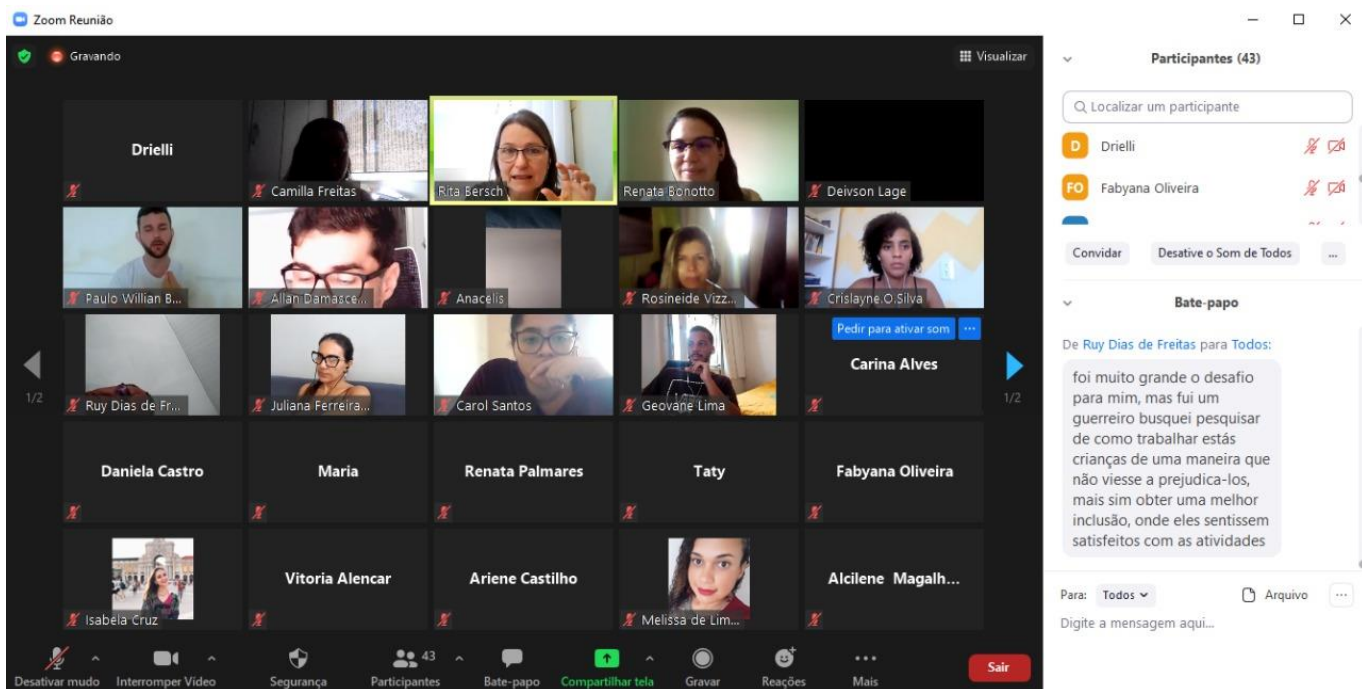 Zoom Reunião
Gravando
Visualizar
Drielli
Camilla Freitas
Rita Bersch
Renata Bonotto
Deivson Lage
Paulo Willian B...
Allan Damasce...
Anacelis
Rosineide Vizz...
Crislayne.O.Silva
Ruy Dias de Fr...
Juliana Ferreira...
Carol Santos
Geovane Lima
Pedir para ativar som
...
Carina Alves
1/2
1/2
Daniela Castro
Maria
Renata Palmares
Taty
Fabyana Oliveira
Isabela Cruz
Vitoria Alencar
Ariene Castilho
Melissa de Lim...
Alcilene Magalh...
Desativar mudo
Interromper Vídeo
Segurança
43
Participantes
Bate-papo
Compartilhar tela
Gravar
Reações
Mais
Sair
Participantes (43)
Localizar um participante
D Drielli
FO Fabyana Oliveira
Convidar Desative o Som de Todos ...
Bate-papo
De Ruy Dias de Freitas para Todos:
foi muito grande o desafio
para mim, mas fui um
guerreiro busquei pesquisar
de como trabalhar estás
crianças de uma maneira que
não viesse a prejudica-los,
mais sim obter uma melhor
inclusão, onde eles sentissem
satisfeitos com as atividades
Para: Todos Arquivo ...
Digite a mensagem aqui...